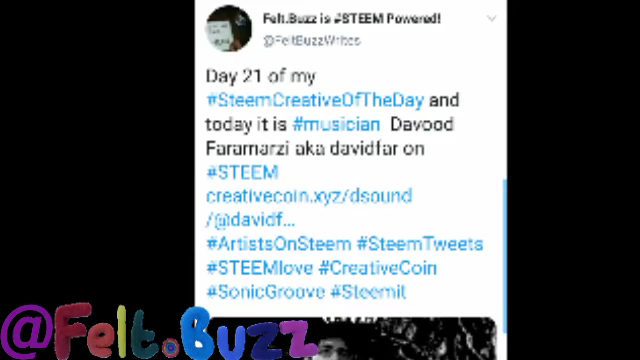 Felt.Buzz is #STEEM Powered!
@FeltBuzzWrites
Day 21 of my
#SteemCreativeOfTheDay and
today it is #musician Davood
Faramarzi aka davidfar on
#STEEM
creativecoin.xyz/dsound
/@davidf...
#ArtistsOnSteem #SteemTweets
#STEEMlove #CreativeCoin
#SonicGroove #Steemit
@Felt.Buzz